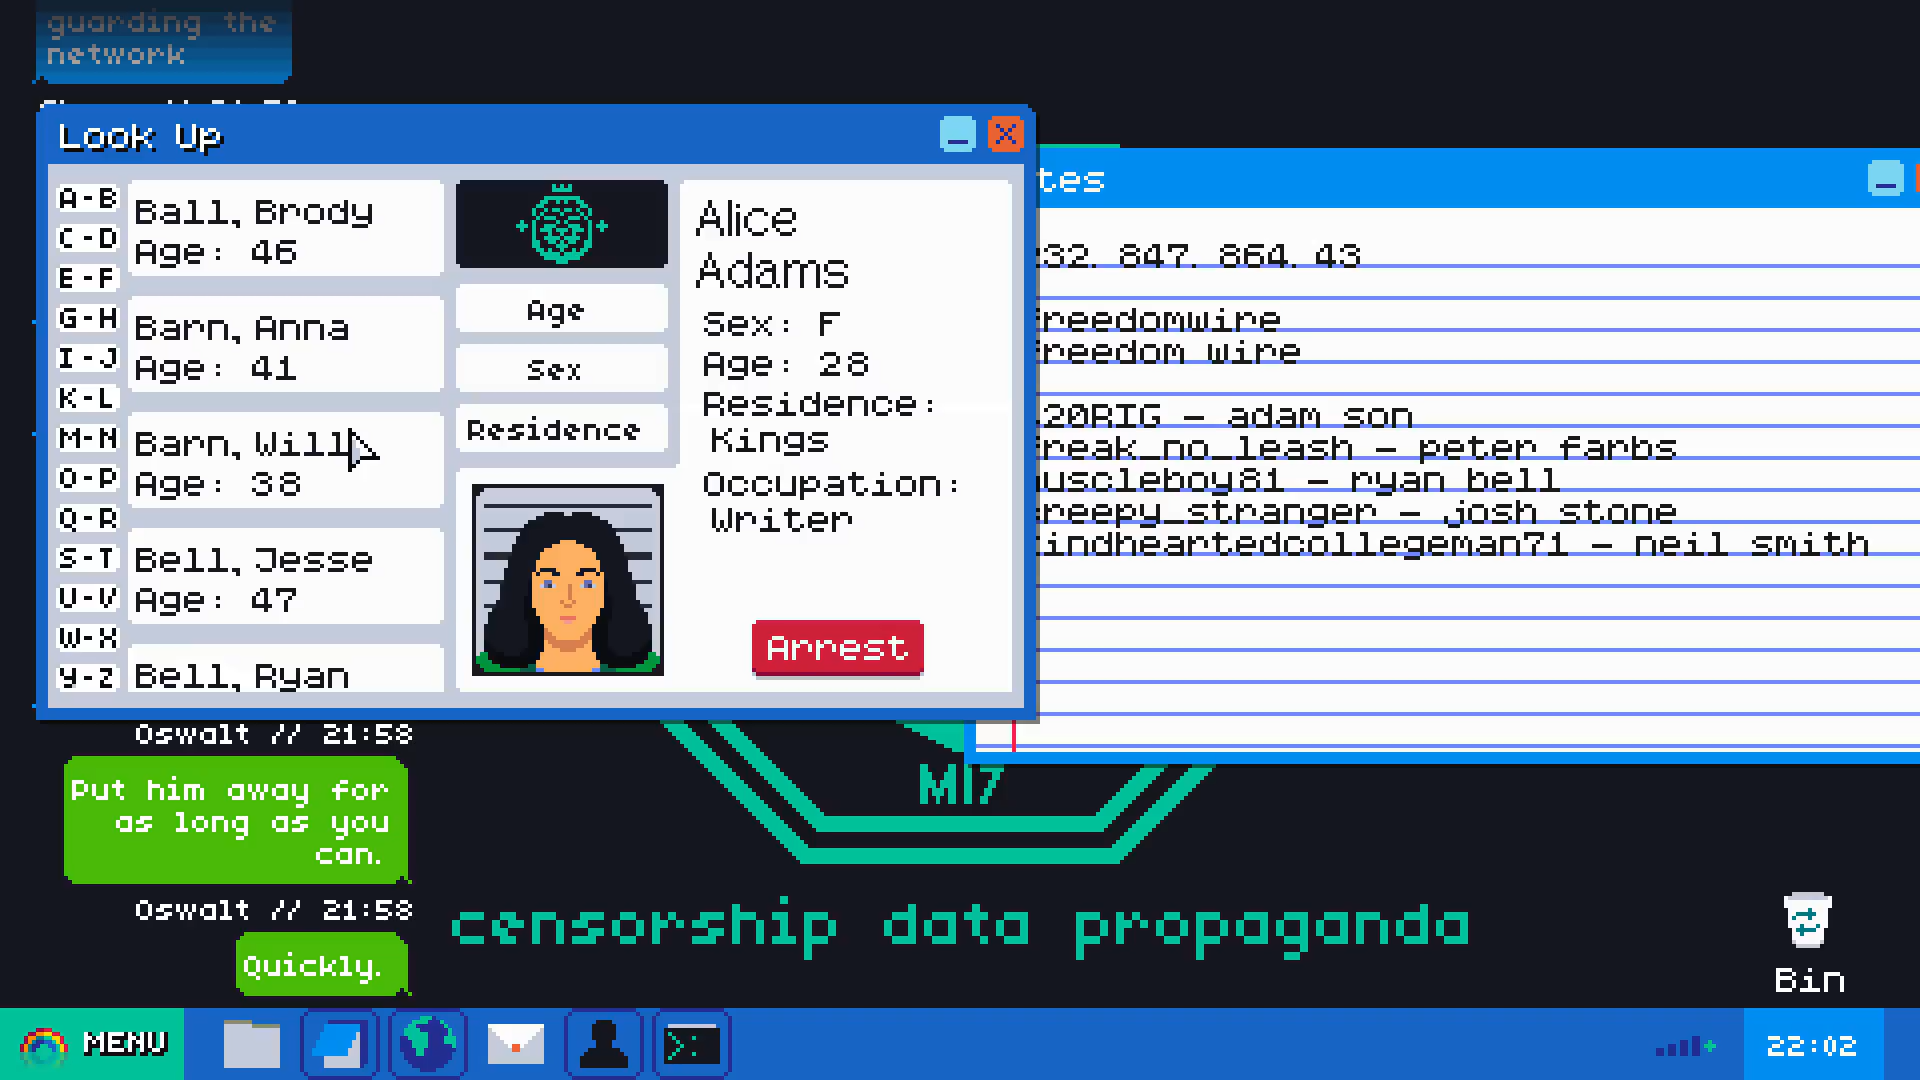 guarding the
network
Look Up
A-B
C-D
E-F
G-H
I-J
K-L
M-N
O-P
Q-R
S-T
U-V
W-X
Y-Z
Ball, Brody
Age: 46
Barn, Anna
Age: 41
Barn, Will
Age: 38
Bell, Jesse
Age: 47
Bell, Ryan
Age
Sex
Residence
Alice
Adams
Sex: F
Age: 28
Residence:
Kings
Occupation:
Writer
Arrest
tes
32. 847. 864. 43
reedomwire
reedom wire
20RIG - adam son
reak_no_leash - peter farbs
uscleboy81 - ryan bell
reepy_stranger - josh stone
indheartedcollegeman71 - neil smith
Oswalt // 21:58
Put him away for
as long as you
can.
Oswalt // 21:58
Quickly.
MI7
censorship data propaganda
Bin
MENU
22:02